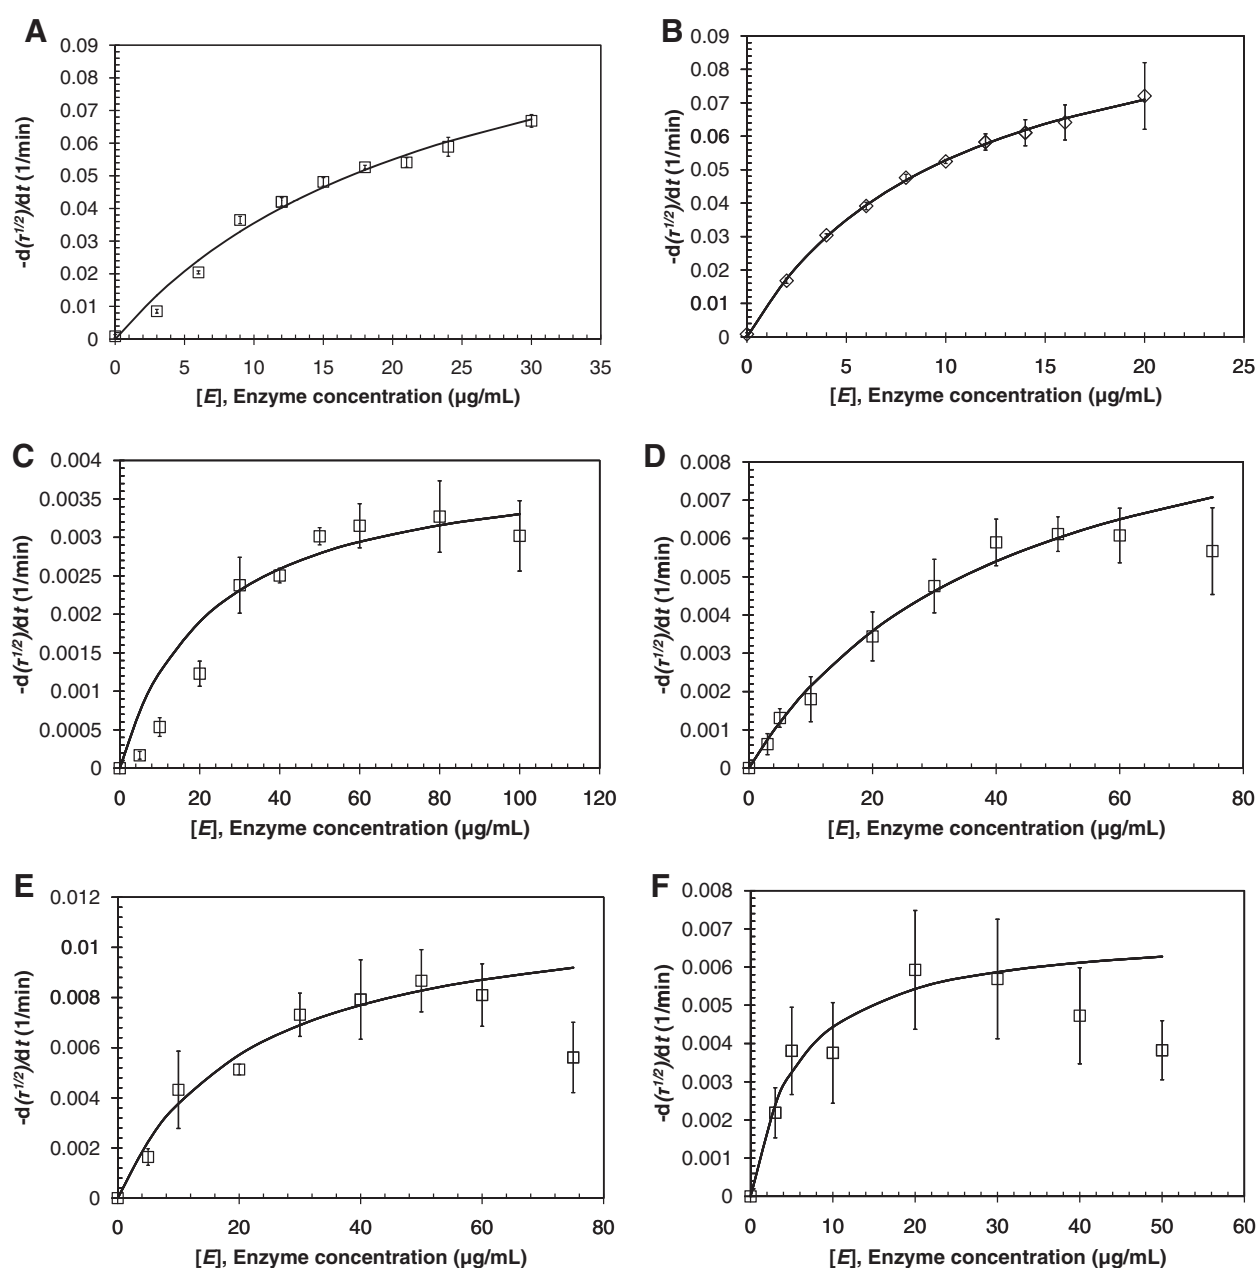 A
-d(τ1/2)/dt (1/min)
0.09
0.08
0.07
0.06
0.05
0.04
0.03
0.02
0.01
0
0 5 10 15 20 25 30 35
[E], Enzyme concentration (µg/mL)
B
-d(τ1/2)/dt (1/min)
0.09
0.08
0.07
0.06
0.05
0.04
0.03
0.02
0.01
0
0 5 10 15 20 25
[E], Enzyme concentration (µg/mL)
C
-d(τ1/2)/dt (1/min)
0.004
0.0035
0.003
0.0025
0.002
0.0015
0.001
0.0005
0
0 20 40 60 80 100 120
[E], Enzyme concentration (µg/mL)
D
-d(τ1/2)/dt (1/min)
0.008
0.007
0.006
0.005
0.004
0.003
0.002
0.001
0
0 20 40 60 80
[E], Enzyme concentration (µg/mL)
E
-d(τ1/2)/dt (1/min)
0.012
0.01
0.008
0.006
0.004
0.002
0
0 20 40 60 80
[E], Enzyme concentration (µg/mL)
F
-d(τ1/2)/dt (1/min)
0.008
0.007
0.006
0.005
0.004
0.003
0.002
0.001
0
0 10 20 30 40 50 60
[E], Enzyme concentration (µg/mL)